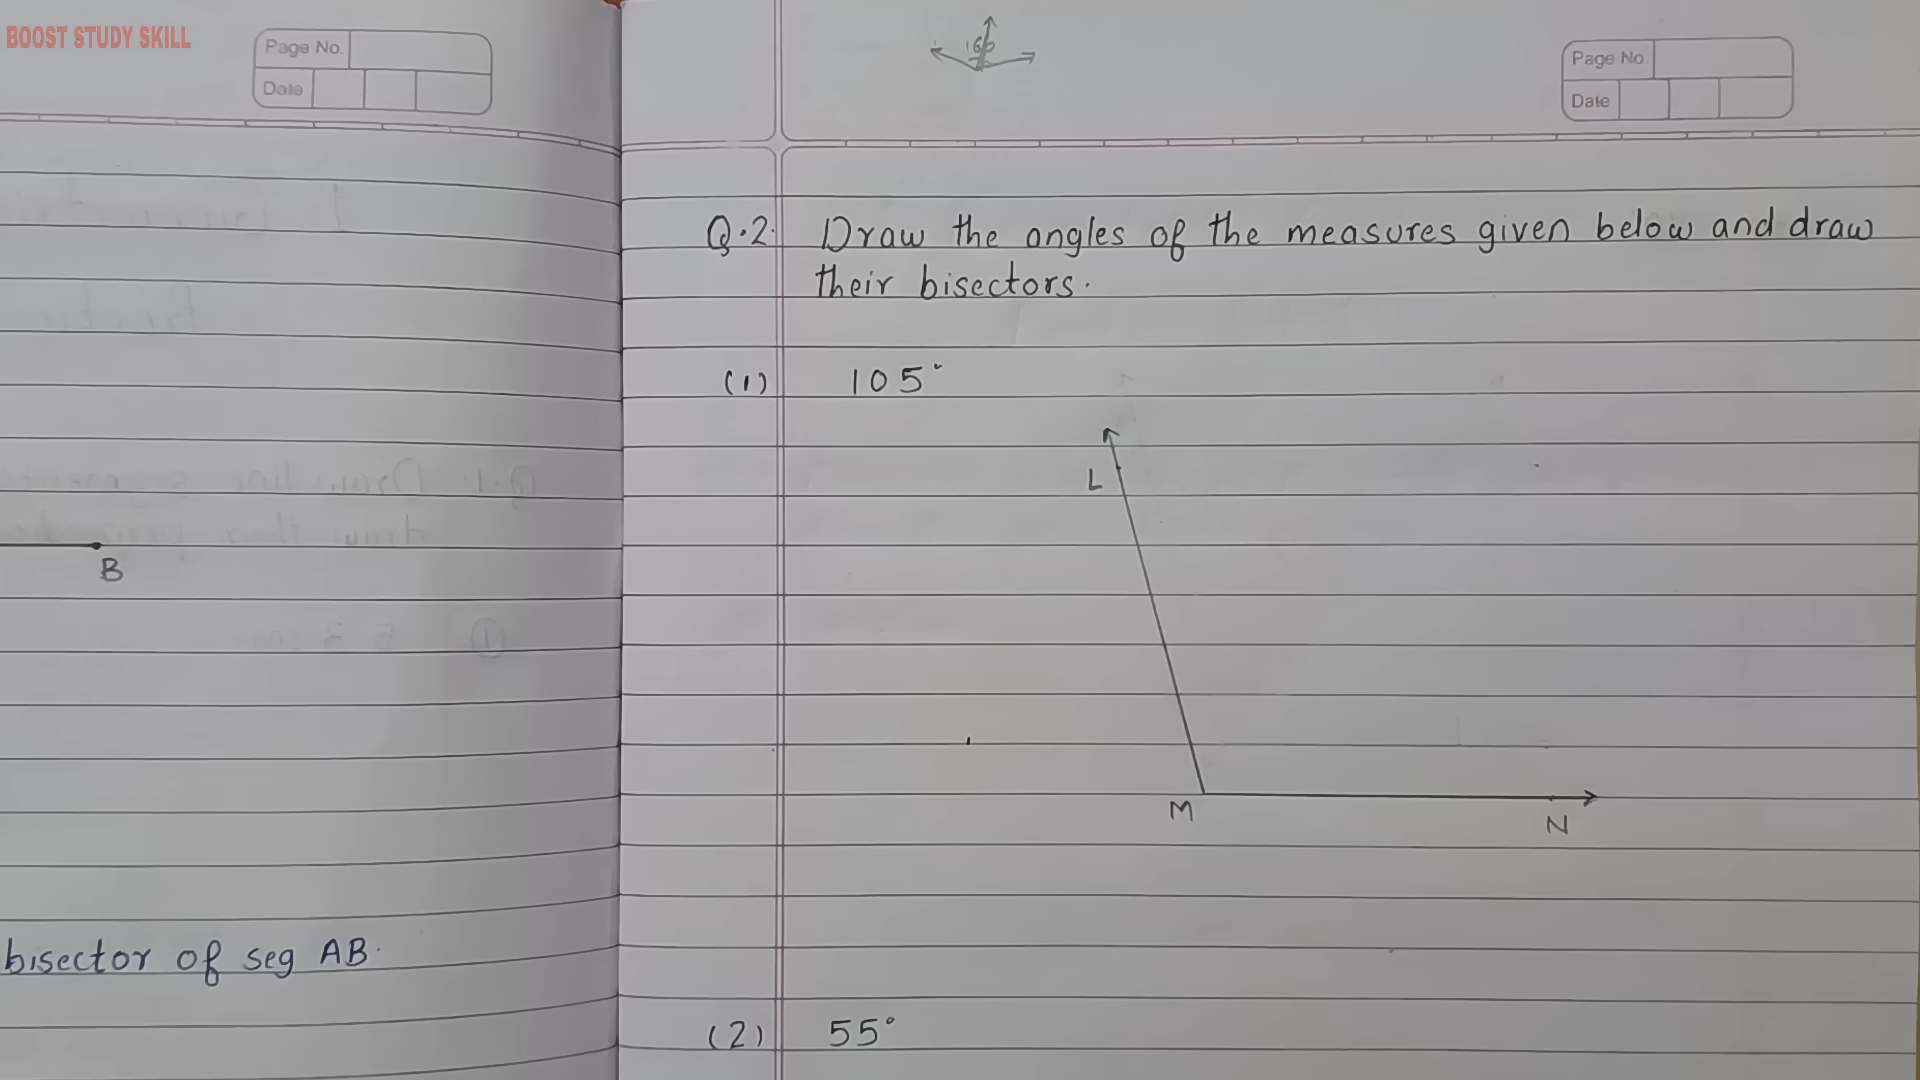 BOOST STUDY SKILL
Page No.
Date
B
bisector of seg AB.
Page No.
Date
Q.2. Draw the angles of the measures given below and draw
their bisectors.
(1) 105°
L
M
N
(2) 55°